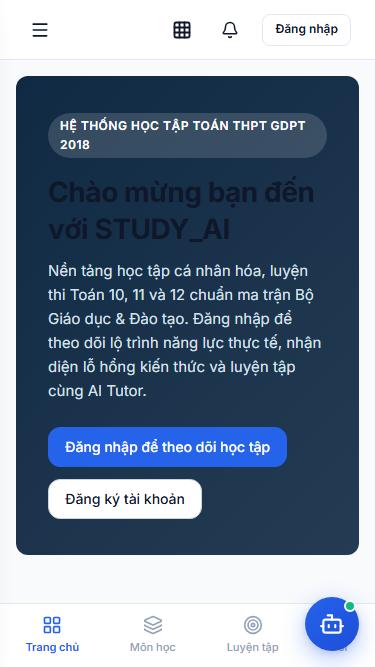 Đăng nhập
HỆ THỐNG HỌC TẬP TOÁN THPT GDPT
2018
Chào mừng bạn đến
với STUDY_AI
Nền tảng học tập cá nhân hóa, luyện
thi Toán 10, 11 và 12 chuẩn ma trận Bộ
Giáo dục & Đào tạo. Đăng nhập để
theo dõi lộ trình năng lực thực tế, nhận
diện lỗ hổng kiến thức và luyện tập
cùng AI Tutor.
Đăng nhập để theo dõi học tập
Đăng ký tài khoản
Trang chủ
Môn học
Luyện tập